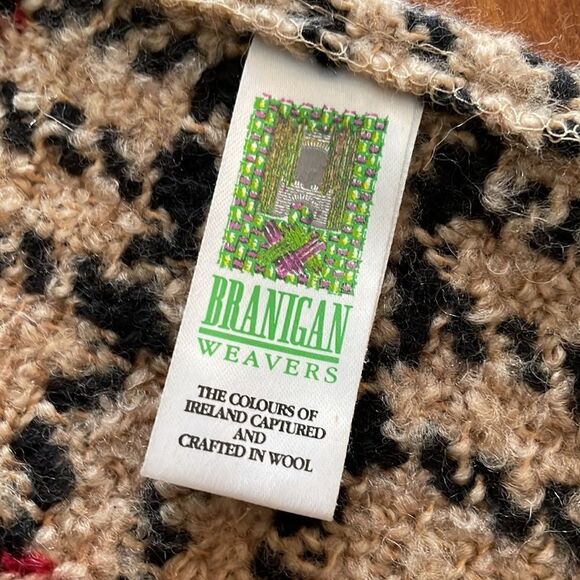 BRANIGAN
WEAVERS
THE COLOURS OF
IRELAND CAPTURED
AND
CRAFTED IN WOOL